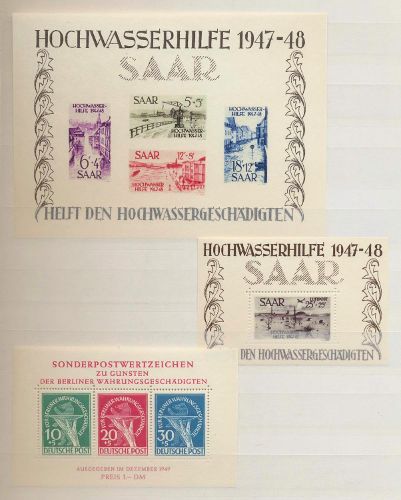 HOCHWASSERHILFE 1947-48
SAAR
HOCHWASSER-
HILFE 1947-48
6+4
SAAR
SAAR 5+5
SAAR 12+8
HOCHWASSER-
HILFE 1947-48
18+12
SAAR
HELFT DEN HOCHWASSERGESCHÄDIGTEN
HOCHWASSERHILFE 1947-48
SAAR
SAAR
25
DEN HOCHWASSERGESCHÄDIGTEN
SONDERPOSTWERTZEICHEN
ZU GUNSTEN
DER BERLINER WÄHRUNGSGESCHÄDIGTEN
10
+5
DEUTSCHE POST
20
+5
DEUTSCHE POST
30
+5
DEUTSCHE POST
AUSGEGEBEN IM DEZEMBER 1949
PREIS 1.- DM